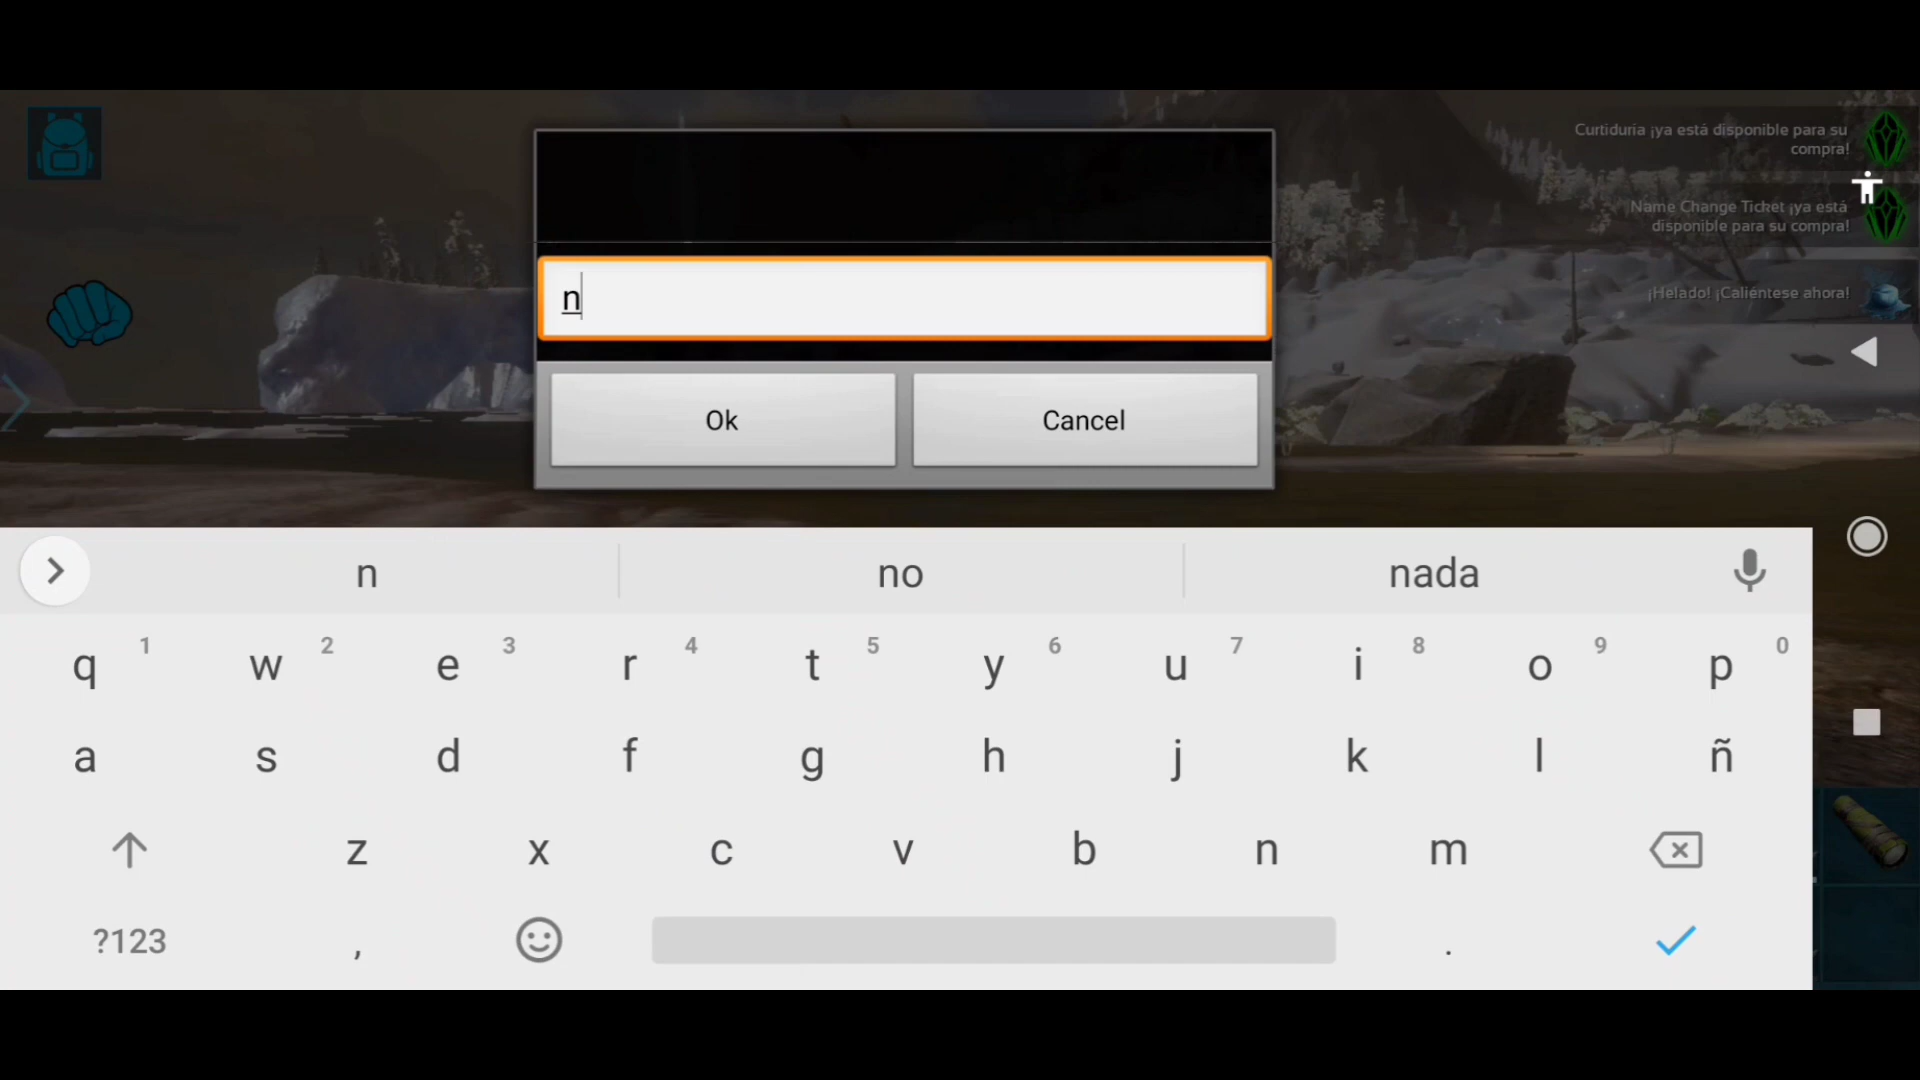 Curtiduría ¡ya está disponible para su
compra!
Name Change Ticket ¡ya está
disponible para su compra!
¡Helado! ¡Caliéntese ahora!
n
Ok
Cancel
n
no
nada
q 1 w 2 e 3 r 4 t 5 y 6 u 7 i 8 o 9 p 0
a s d f g h j k l ñ
z x c v b n m
?123 , .